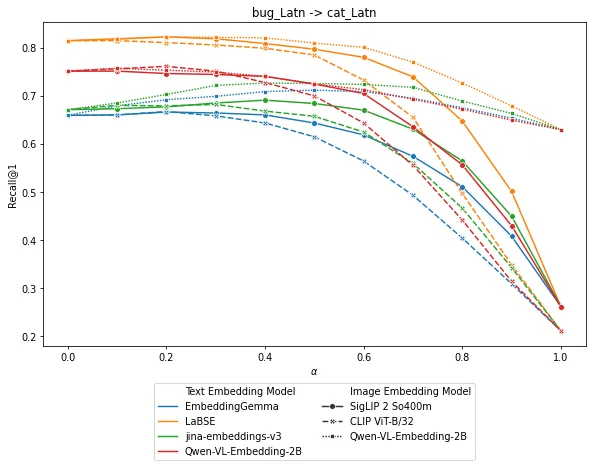 bug_Latn -> cat_Latn
Recall@1
0.8
0.7
0.6
0.5
0.4
0.3
0.2
0.0 0.2 0.4 0.6 0.8 1.0
α
Text Embedding Model Image Embedding Model
EmbeddingGemma SigLIP 2 So400m
LaBSE CLIP ViT-B/32
jina-embeddings-v3 Qwen-VL-Embedding-2B
Qwen-VL-Embedding-2B